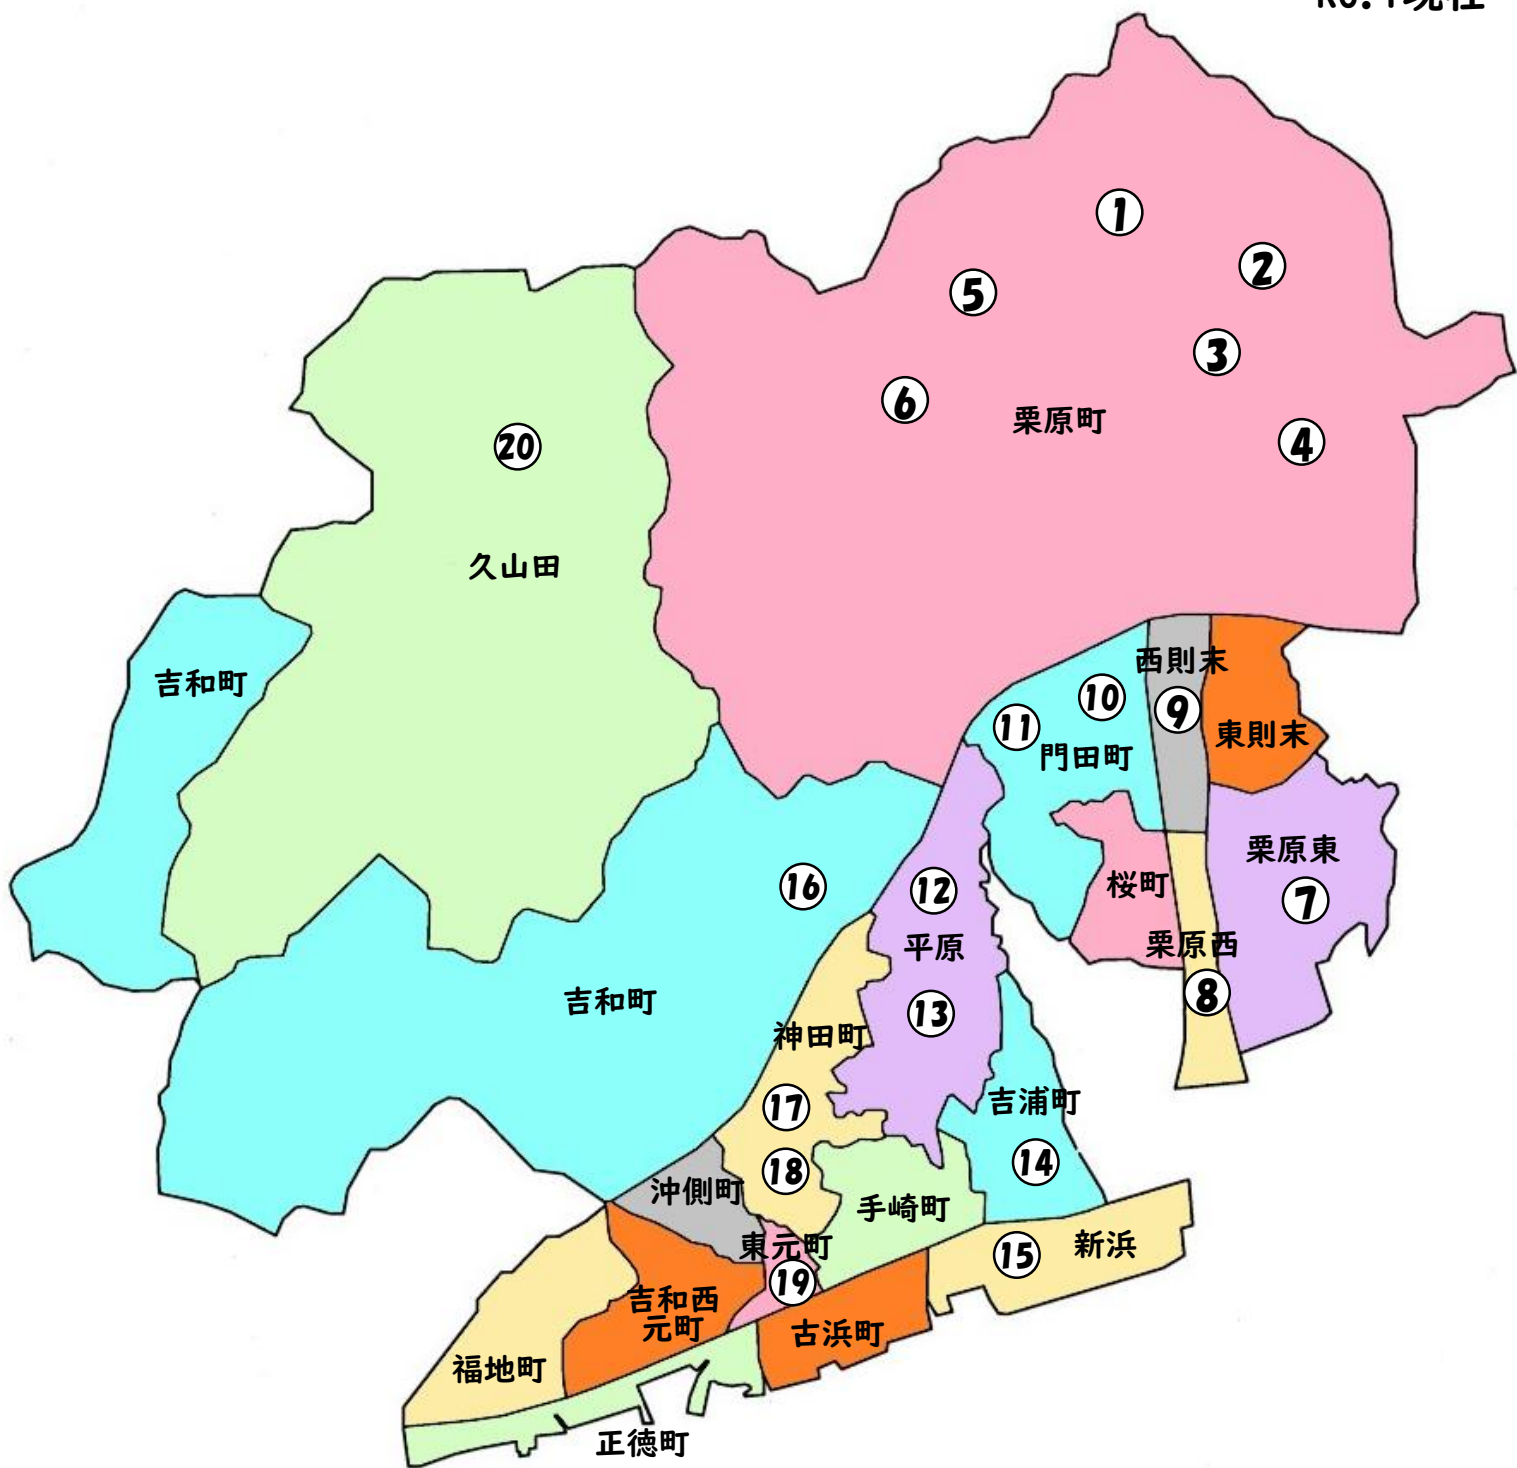 現在
①
②
⑤
③
⑥
栗原町
④
⑳
久山田
西則末
吉和町
⑩
⑨
⑪
東則末
門田町
栗原東
桜町
⑯
⑫
⑦
平原
栗原西
⑧
吉和町
⑬
神田町
吉浦町
⑰
⑭
⑱
沖側町
手崎町
東元町
新浜
⑮
⑲
吉和西
元町
古浜町
福地町
正徳町